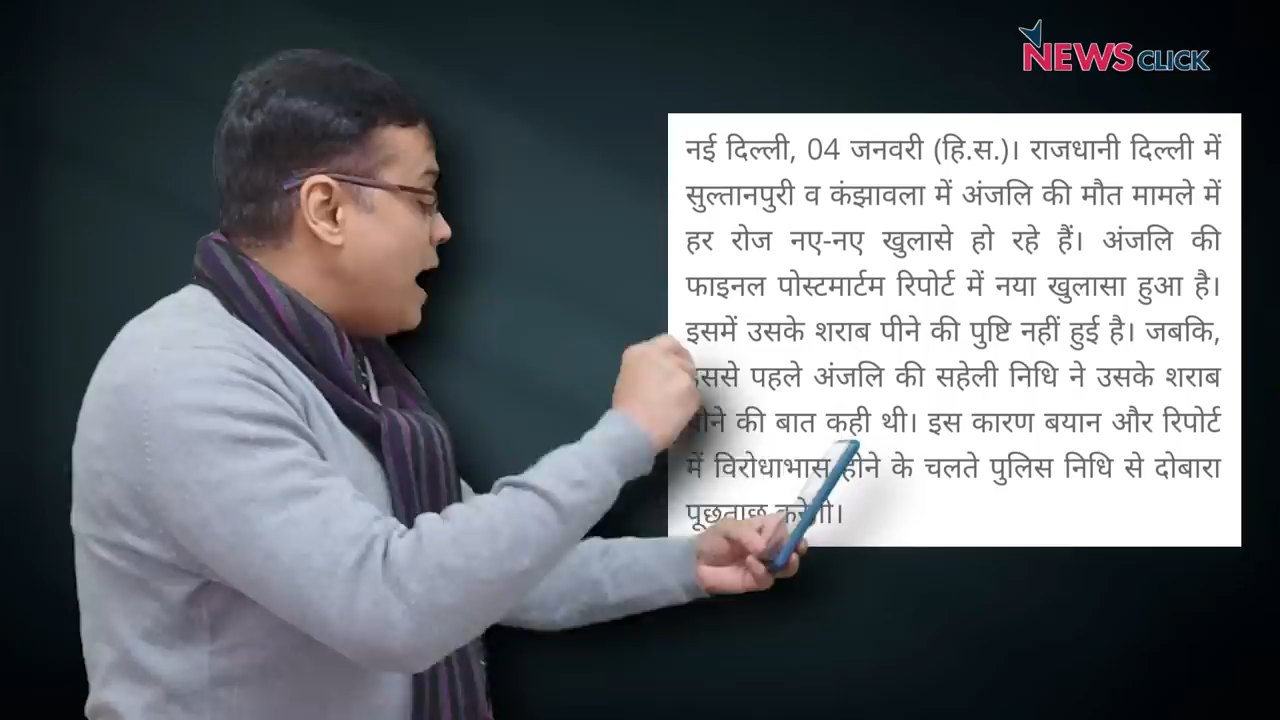 NEWSCLICK
नई दिल्ली, 04 जनवरी (हि.स.)। राजधानी दिल्ली में
सुल्तानपुरी व कंझावला में अंजलि की मौत मामले में
हर रोज नए-नए खुलासे हो रहे हैं। अंजलि की
फाइनल पोस्टमार्टम रिपोर्ट में नया खुलासा हुआ है।
इसमें उसके शराब पीने की पुष्टि नहीं हुई है। जबकि,
पहले अंजलि की सहेली निधि ने उसके शराब
की बात कही थी। इस कारण बयान और रिपोर्ट
में विरोधाभास होने के चलते पुलिस निधि से दोबारा
पूछताछ